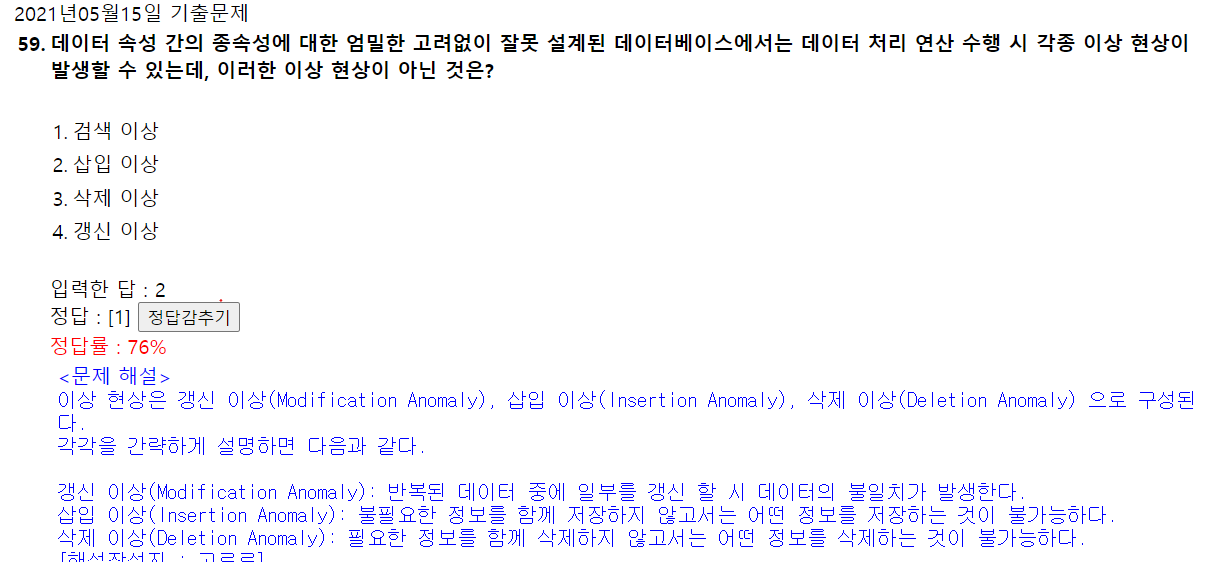 2021년05월15일 기출문제
59. 데이터 속성 간의 종속성에 대한 엄밀한 고려없이 잘못 설계된 데이터베이스에서는 데이터 처리 연산 수행 시 각종 이상 현상이
발생할 수 있는데, 이러한 이상 현상이 아닌 것은?
1. 검색 이상
2. 삽입 이상
3. 삭제 이상
4. 갱신 이상
입력한 답 : 2
정답 : [1] 정답감추기
정답률 : 76%
<문제 해설>
이상 현상은 갱신 이상(Modification Anomaly), 삽입 이상(Insertion Anomaly), 삭제 이상(Deletion Anomaly) 으로 구성된
다.
각각을 간략하게 설명하면 다음과 같다.
갱신 이상(Modification Anomaly): 반복된 데이터 중에 일부를 갱신 할 시 데이터의 불일치가 발생한다.
삽입 이상(Insertion Anomaly): 불필요한 정보를 함께 저장하지 않고서는 어떤 정보를 저장하는 것이 불가능하다.
삭제 이상(Deletion Anomaly): 필요한 정보를 함께 삭제하지 않고서는 어떤 정보를 삭제하는 것이 불가능하다.
[해설작성자 :